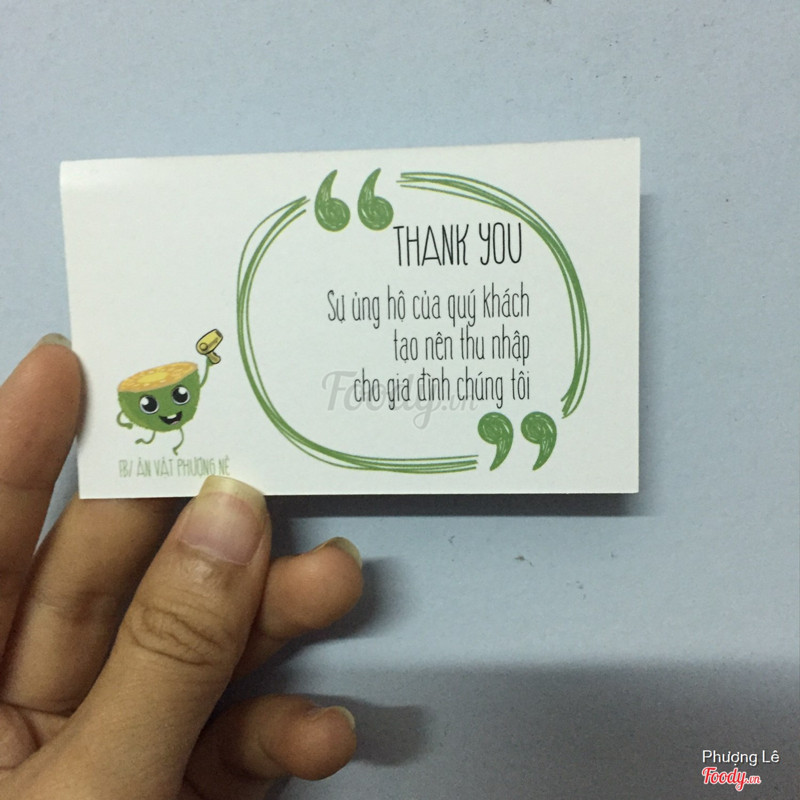 THANK YOU
Sự ủng hộ của quý khách
tạo nên thu nhập
cho gia đình chúng tôi
Foody.vn
FB/ ĂN VẶT PHƯỢNG NÈ
Phượng Lê
Foody.vn